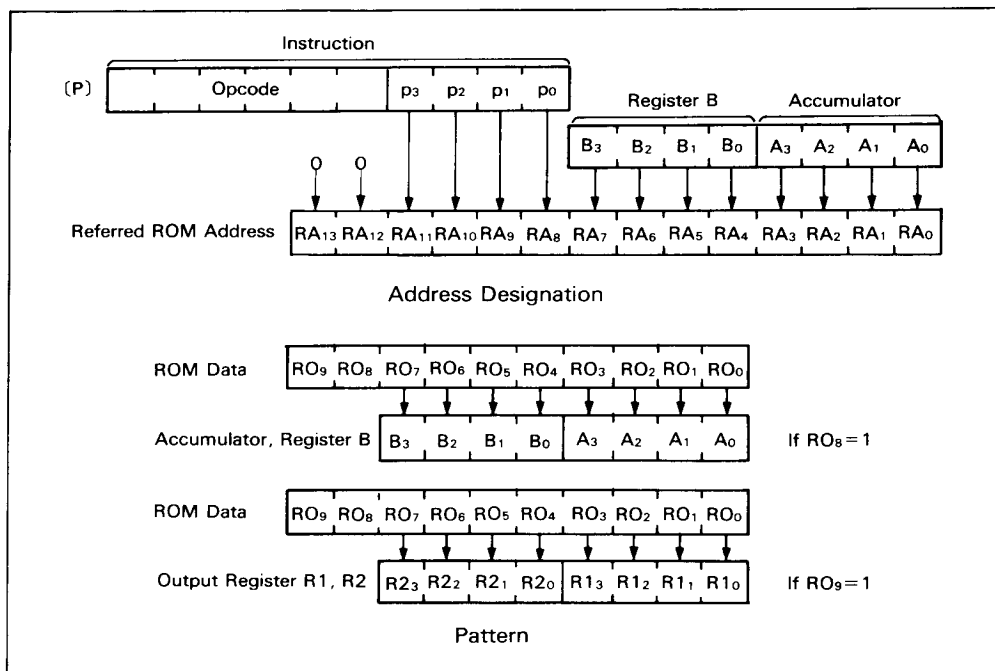 Instruction
[P] Opcode p3 p2 p1 p0
Register B Accumulator
B3 B2 B1 B0 A3 A2 A1 A0
0 0
Referred ROM Address RA13 RA12 RA11 RA10 RA9 RA8 RA7 RA6 RA5 RA4 RA3 RA2 RA1 RA0
Address Designation
ROM Data RO9 RO8 RO7 RO6 RO5 RO4 RO3 RO2 RO1 RO0
Accumulator, Register B B3 B2 B1 B0 A3 A2 A1 A0 If RO8=1
ROM Data RO9 RO8 RO7 RO6 RO5 RO4 RO3 RO2 RO1 RO0
Output Register R1, R2 R23 R22 R21 R20 R13 R12 R11 R10 If RO9=1
Pattern